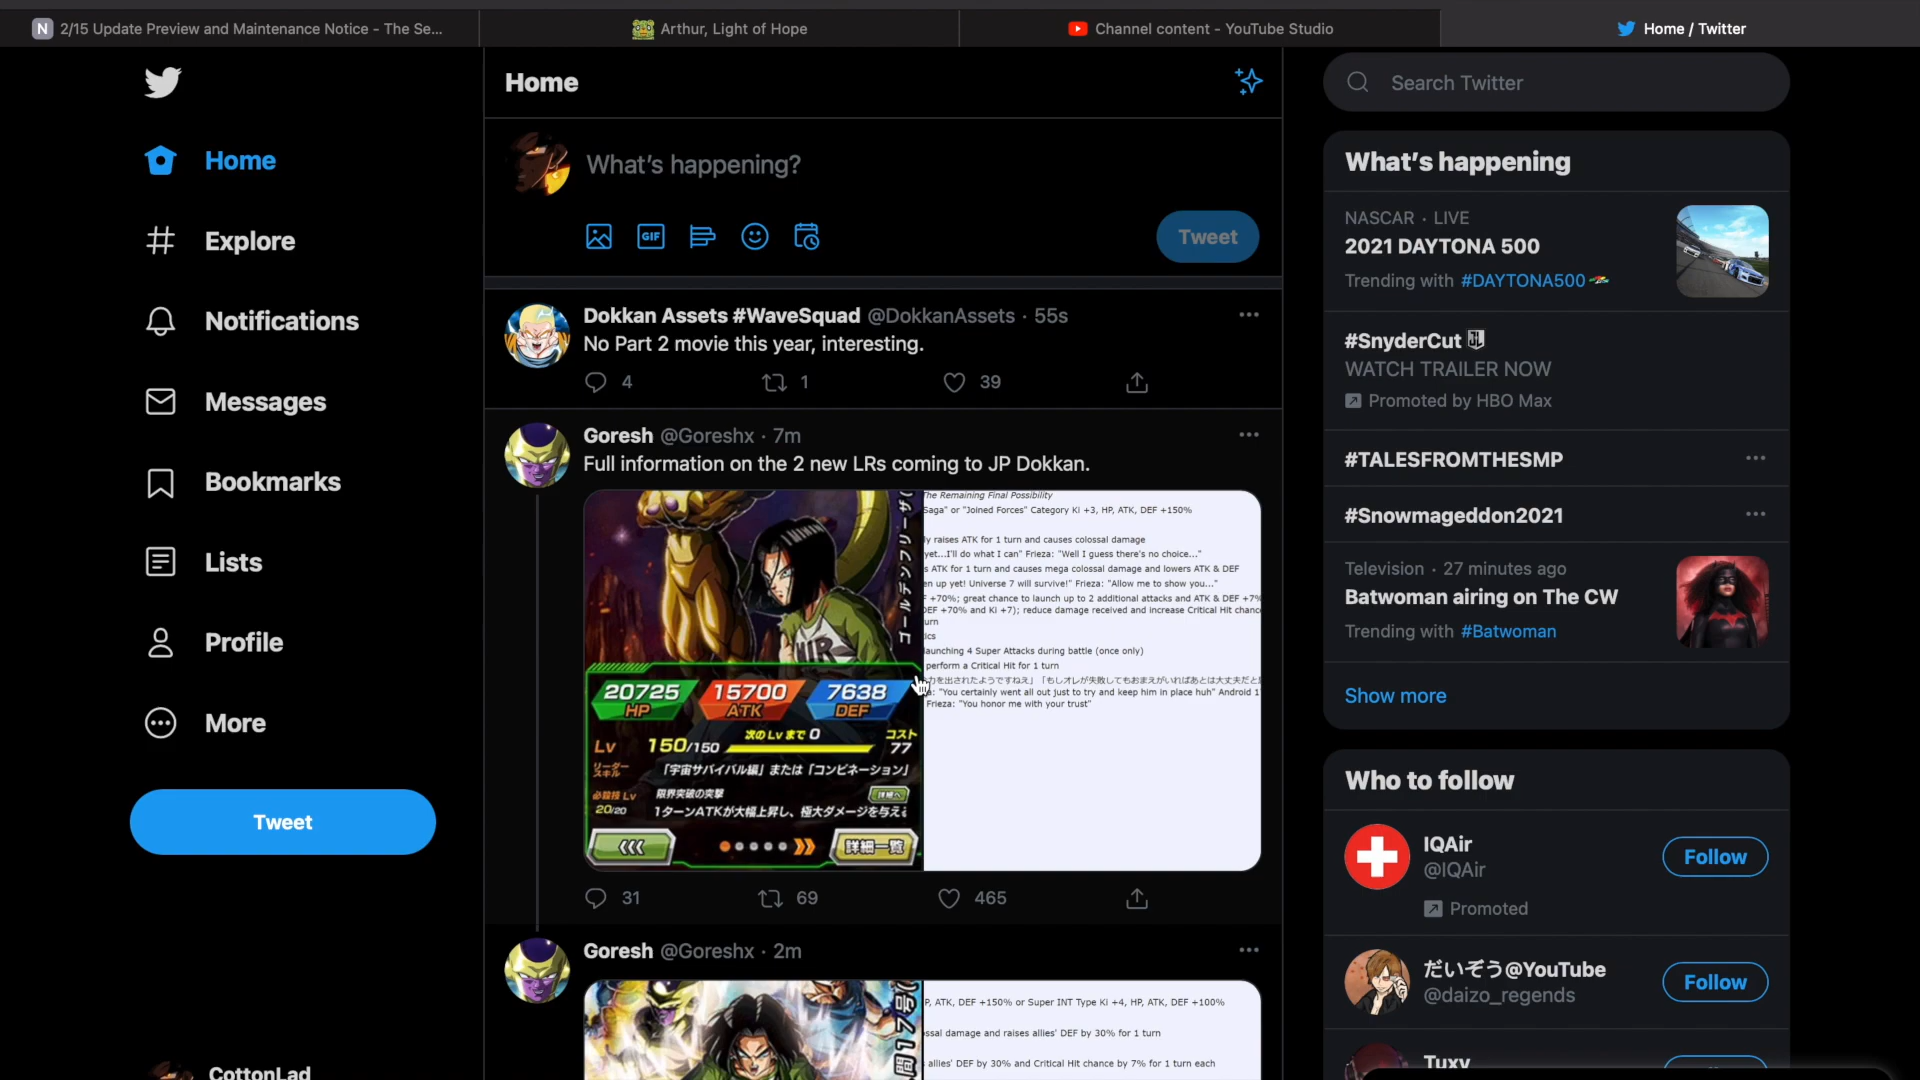 2/15 Update Preview and Maintenance Notice - The Se...
Arthur, Light of Hope
Channel content - YouTube Studio
Home / Twitter
Home
Explore
Notifications
Messages
Bookmarks
Lists
Profile
More
Tweet
CottonLad
Home
What's happening?
GIF
Tweet
Dokkan Assets #WaveSquad @DokkanAssets · 55s
No Part 2 movie this year, interesting.
4 1 39
Goresh @Goreshx · 7m
Full information on the 2 new LRs coming to JP Dokkan.
20725 15700 7638
HP ATK DEF
次のLvまで 0 コスト
Lv 150/150 77
リーダースキル 「宇宙サバイバル編」または「コンビネーション」
必殺技 Lv 限界突破の突撃 詳細へ
20/20 1ターンATKが大幅上昇し、極大ダメージを与え
詳細一覧
The Remaining Final Possibility
Saga" or "Joined Forces" Category Ki +3, HP, ATK, DEF +150%
ly raises ATK for 1 turn and causes colossal damage
yet...I'll do what I can" Frieza: "Well I guess there's no choice..."
s ATK for 1 turn and causes mega colossal damage and lowers ATK & DEF
en up yet! Universe 7 will survive!" Frieza: "Allow me to show you..."
F +70%; great chance to launch up to 2 additional attacks and ATK & DEF +7%
DEF +70% and Ki +7); reduce damage received and increase Critical Hit chanc
urn
ics
launching 4 Super Attacks during battle (once only)
perform a Critical Hit for 1 turn
力を出されたようですねえ」「もしオレが失敗してもおまえがいればあとは大丈夫だと
e: "You certainly went all out just to try and keep him in place huh" Android 1
Frieza: "You honor me with your trust"
31 69 465
Goresh @Goreshx · 2m
P, ATK, DEF +150% or Super INT Type Ki +4, HP, ATK, DEF +100%
ssal damage and raises allies' DEF by 30% for 1 turn
allies' DEF by 30% and Critical Hit chance by 7% for 1 turn each
Search Twitter
What's happening
NASCAR · LIVE
2021 DAYTONA 500
Trending with #DAYTONA500
#SnyderCut
WATCH TRAILER NOW
Promoted by HBO Max
#TALESFROMTHESMP
#Snowmageddon2021
Television · 27 minutes ago
Batwoman airing on The CW
Trending with #Batwoman
Show more
Who to follow
IQAir
@IQAir
Follow
Promoted
だいぞう@YouTube
@daizo_regends
Follow
Tuxy